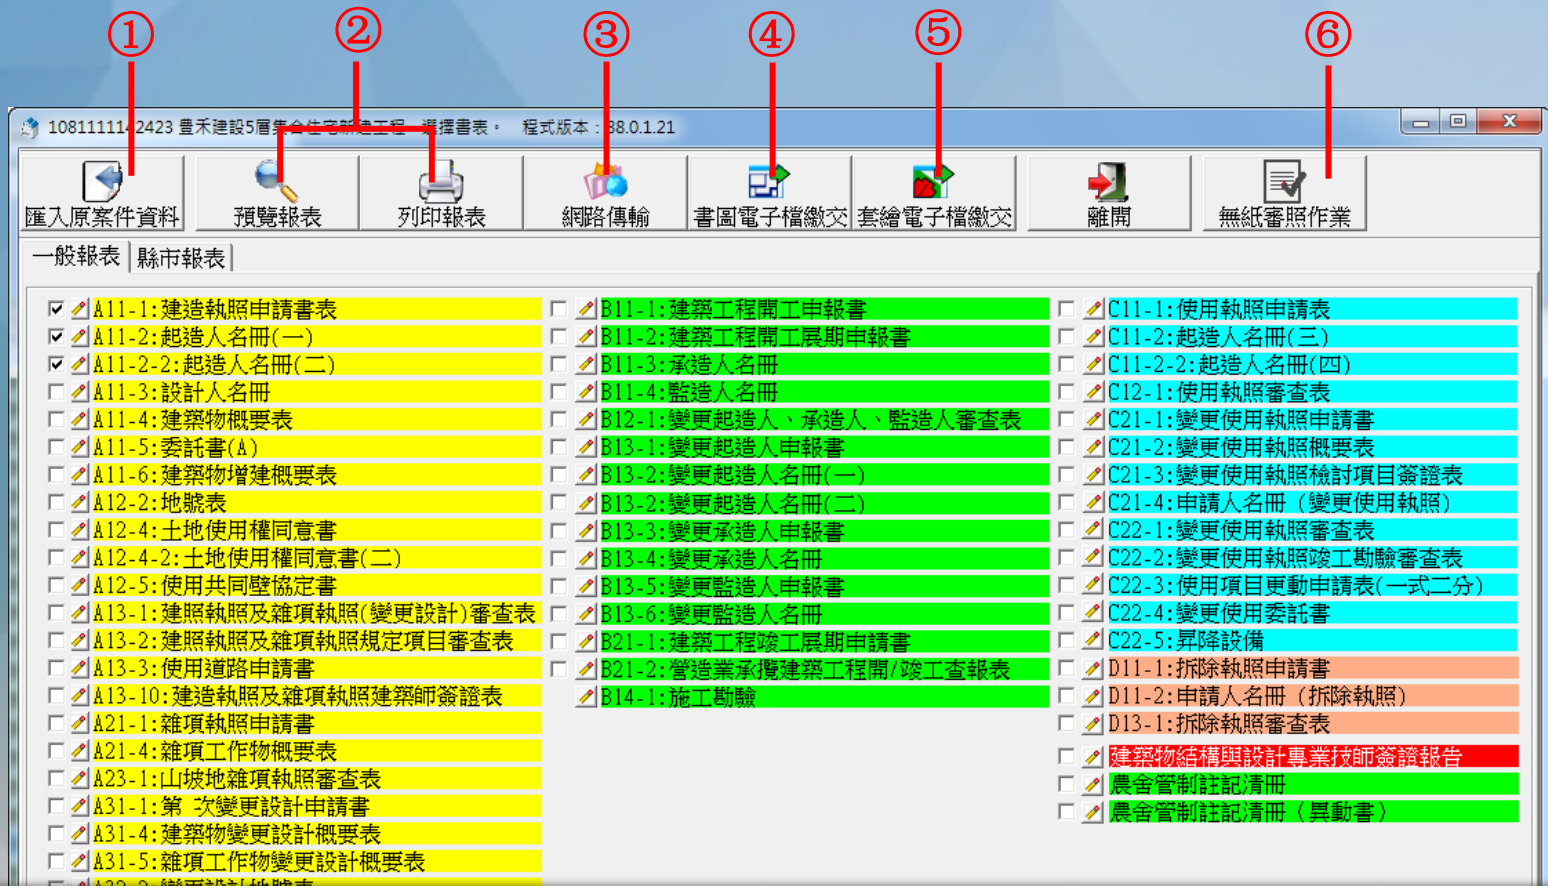 ① ② ③ ④ ⑤ ⑥
1081111142423 豊禾建設5層集合住宅新建工程 選擇書表。 程式版本：88.0.1.21
匯入原案件資料 預覽報表 列印報表 網路傳輸 書圖電子檔繳交 套繪電子檔繳交 離開 無紙審照作業
一般報表 縣市報表
A11-1:建造執照申請書表
A11-2:起造人名冊(一)
A11-2-2:起造人名冊(二)
A11-3:設計人名冊
A11-4:建築物概要表
A11-5:委託書(A)
A11-6:建築物增建概要表
A12-2:地號表
A12-4:土地使用權同意書
A12-4-2:土地使用權同意書(二)
A12-5:使用共同壁協定書
A13-1:建照執照及雜項執照(變更設計)審查表
A13-2:建照執照及雜項執照規定項目審查表
A13-3:使用道路申請書
A13-10:建造執照及雜項執照建築師簽證表
A21-1:雜項執照申請書
A21-4:雜項工作物概要表
A23-1:山坡地雜項執照審查表
A31-1:第 次變更設計申請書
A31-4:建築物變更設計概要表
A31-5:雜項工作物變更設計概要表
B11-1:建築工程開工申報書
B11-2:建築工程開工展期申報書
B11-3:承造人名冊
B11-4:監造人名冊
B12-1:變更起造人、承造人、監造人審查表
B13-1:變更起造人申報書
B13-2:變更起造人名冊(一)
B13-2:變更起造人名冊(二)
B13-3:變更承造人申報書
B13-4:變更承造人名冊
B13-5:變更監造人申報書
B13-6:變更監造人名冊
B21-1:建築工程竣工展期申請書
B21-2:營造業承攬建築工程開/竣工查報表
B14-1:施工勘驗
C11-1:使用執照申請表
C11-2:起造人名冊(三)
C11-2-2:起造人名冊(四)
C12-1:使用執照審查表
C21-1:變更使用執照申請書
C21-2:變更使用執照概要表
C21-3:變更使用執照檢討項目簽證表
C21-4:申請人名冊（變更使用執照）
C22-1:變更使用執照審查表
C22-2:變更使用執照竣工勘驗審查表
C22-3:使用項目更動申請表(一式二分)
C22-4:變更使用委託書
C22-5:昇降設備
D11-1:拆除執照申請書
D11-2:申請人名冊（拆除執照）
D13-1:拆除執照審查表
建築物結構與設計專業技師簽證報告
農舍管制註記清冊
農舍管制註記清冊（異動書）